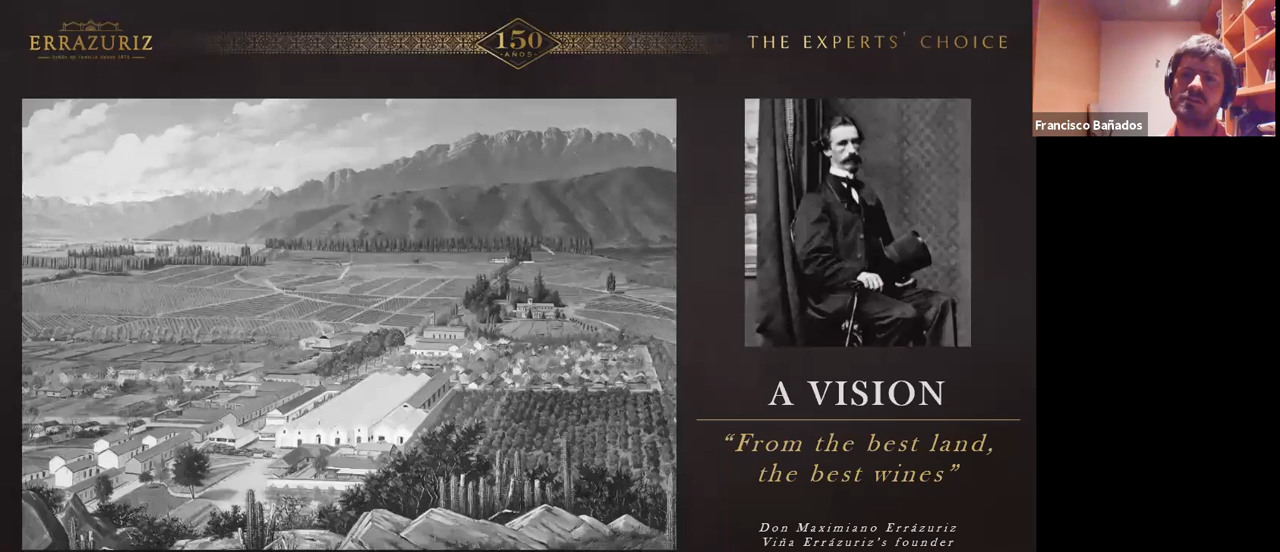 ERRAZURIZ
150
AÑOS
THE EXPERTS' CHOICE
Francisco Bañados
A VISION
“From the best land,
the best wines”
Don Maximiano Errázuriz
Viña Errázuriz's founder